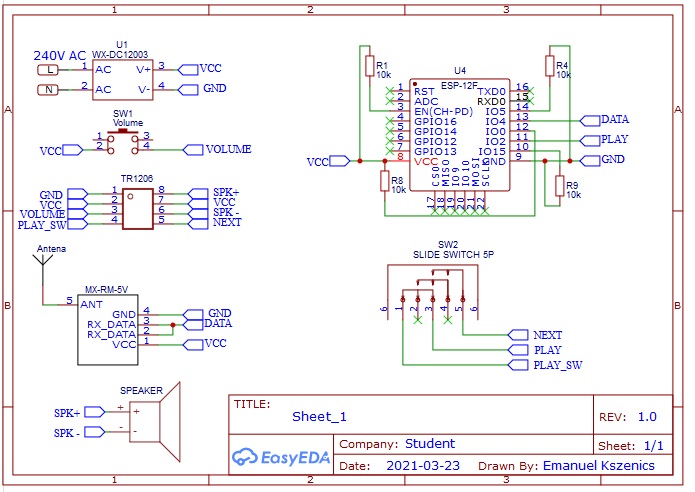 1 2 3
240V AC
U1
WX-DC12003
L 1 AC V+ 3 VCC
N 2 AC V- 4 GND
SW1
Volume
1 3
VCC 2 4 VOLUME
TR1206
GND 1 8 SPK+
VCC 2 7 VCC
VOLUME 3 6 SPK -
PLAY_SW 4 5 NEXT
Antena
MX-RM-5V
5 ANT
GND 4 GND
RX_DATA 3 DATA
RX_DATA 2
VCC 1 VCC
SPEAKER
SPK+ + +
SPK - - -
R1
10k
R4
10k
U4
ESP-12F
1 RST TXD0 16
2 ADC RXD0 15
3 EN(CH-PD) IO5 14
4 GPIO16 IO4 13 DATA
5 GPIO14 IO0 12
6 GPIO12 IO2 11 PLAY
7 GPIO13 IO15 10
VCC 8 VCC GND 9 GND
CS0 MISO IO9 IO10 MOSI SCLK
17 18 19 20 21 22
R8
10k
R9
10k
SW2
SLIDE SWITCH 5P
6 1 2 3 4 5 6
NEXT
PLAY
PLAY_SW
A A
B B
TITLE:
Sheet_1
REV: 1.0
EasyEDA
Company: Student
Sheet: 1/1
Date: 2021-03-23 Drawn By: Emanuel Kszenics
1 2 3